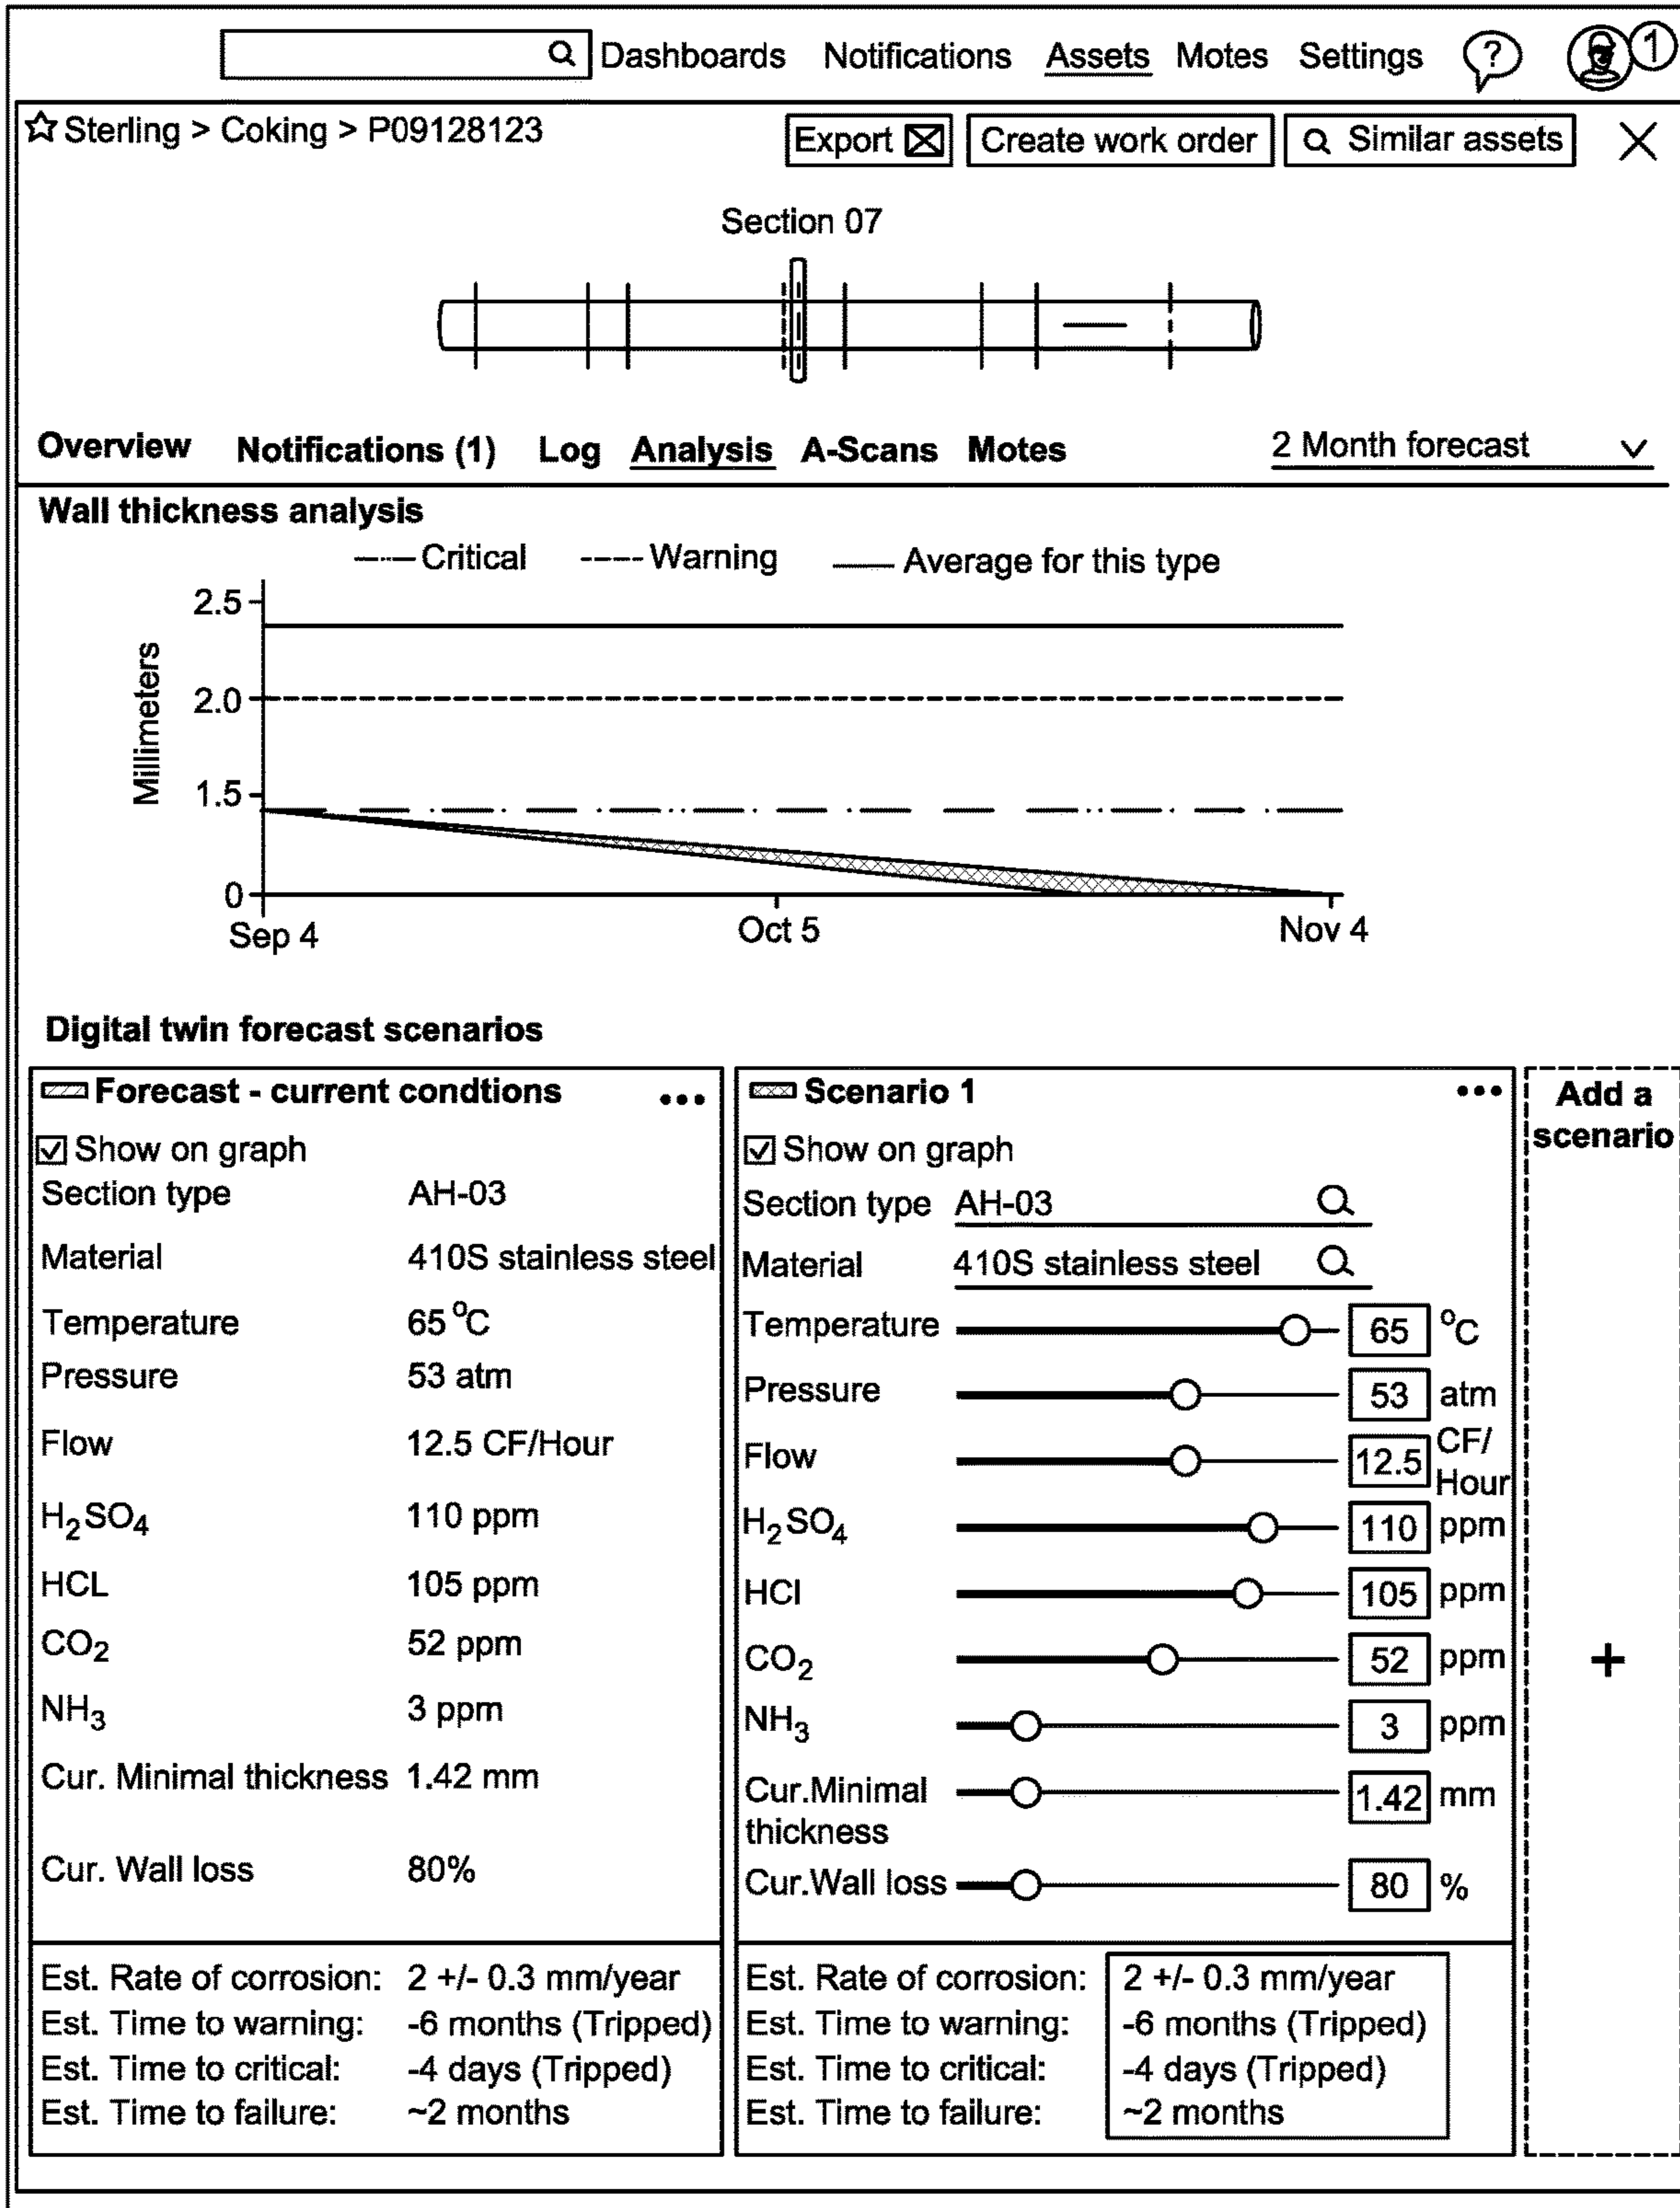 Dashboards Notifications Assets Motes Settings ? 1
Sterling > Coking > P09128123 Export Create work order Similar assets
Section 07
Overview Notifications (1) Log Analysis A-Scans Motes 2 Month forecast
Wall thickness analysis
Critical Warning Average for this type
2.5
2.0
1.5
0
Millimeters
Sep 4 Oct 5 Nov 4
Digital twin forecast scenarios
Forecast - current condtions •••
Show on graph
Section type AH-03
Material 410S stainless steel
Temperature 65 °C
Pressure 53 atm
Flow 12.5 CF/Hour
H₂SO₄ 110 ppm
HCL 105 ppm
CO₂ 52 ppm
NH₃ 3 ppm
Cur. Minimal thickness 1.42 mm
Cur. Wall loss 80%
Est. Rate of corrosion: 2 +/- 0.3 mm/year
Est. Time to warning: -6 months (Tripped)
Est. Time to critical: -4 days (Tripped)
Est. Time to failure: ~2 months
Scenario 1 •••
Show on graph
Section type AH-03
Material 410S stainless steel
Temperature 65 °C
Pressure 53 atm
Flow 12.5 CF/
Hour
H₂SO₄ 110 ppm
HCl 105 ppm
CO₂ 52 ppm
NH₃ 3 ppm
Cur.Minimal 1.42 mm
thickness
Cur.Wall loss 80 %
Est. Rate of corrosion: 2 +/- 0.3 mm/year
Est. Time to warning: -6 months (Tripped)
Est. Time to critical: -4 days (Tripped)
Est. Time to failure: ~2 months
Add a
scenario
+